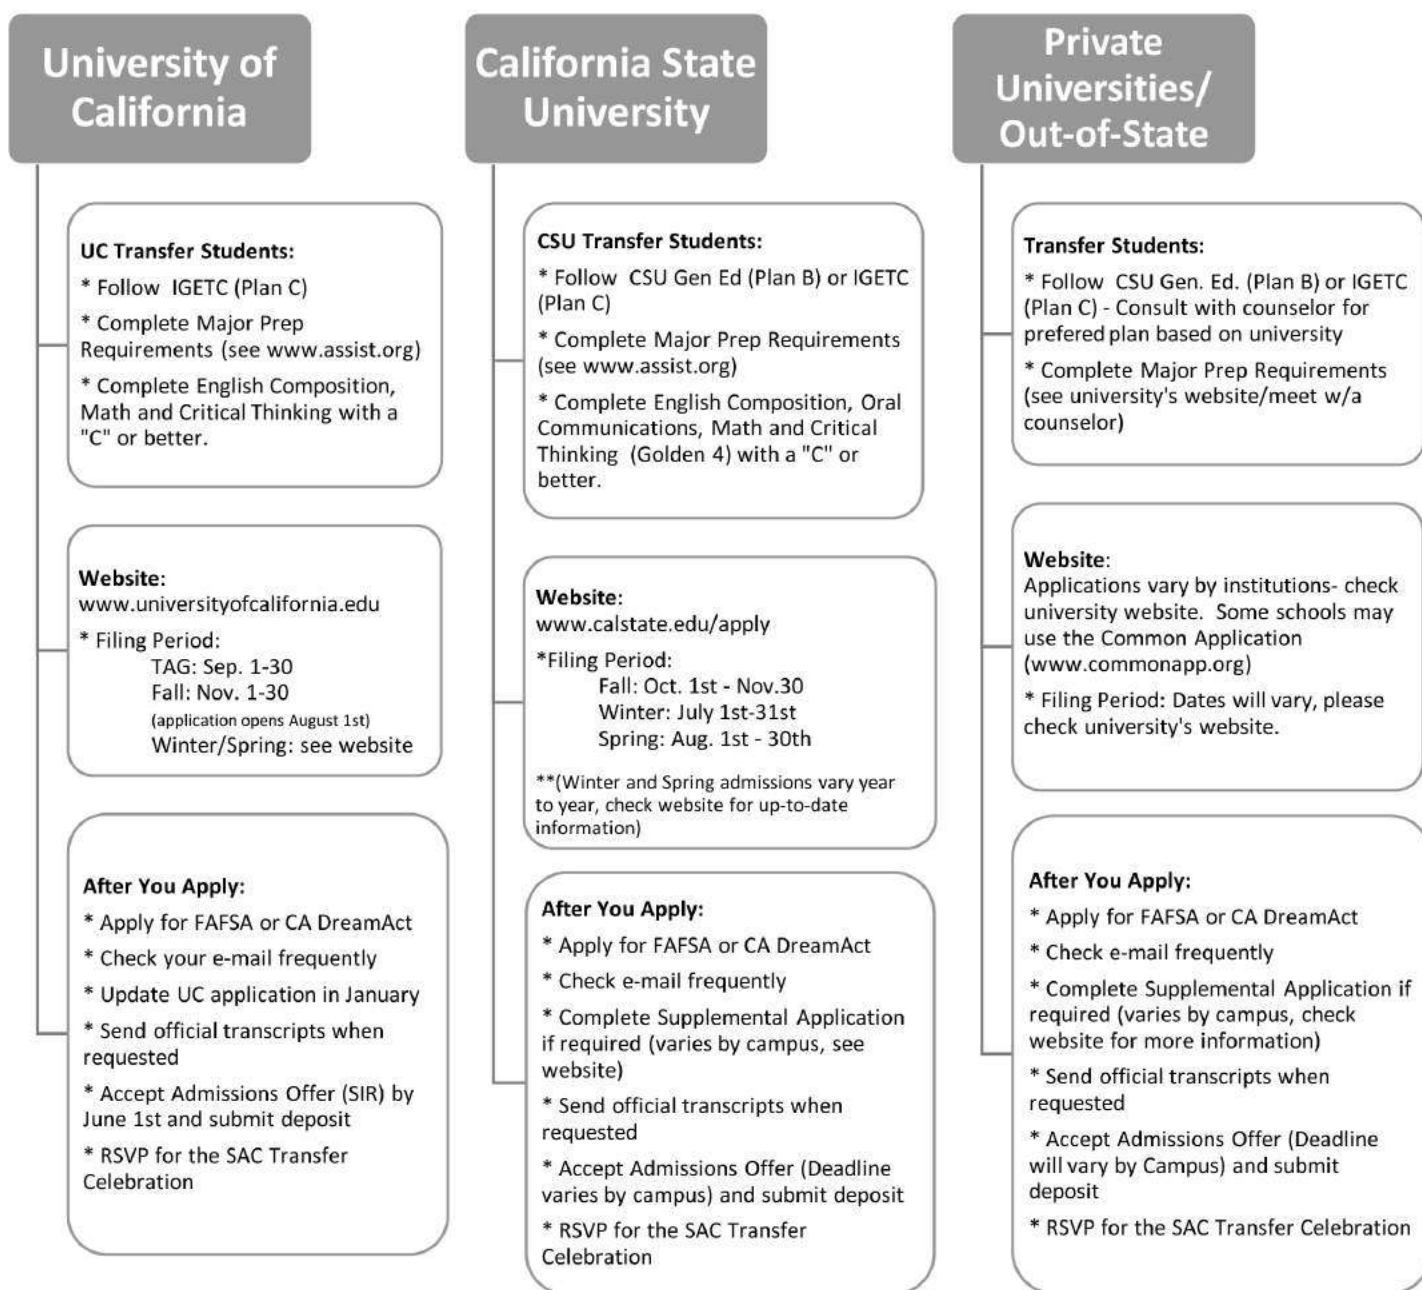 University of
California
UC Transfer Students:
* Follow IGETC (Plan C)
* Complete Major Prep
Requirements (see www.assist.org)
* Complete English Composition,
Math and Critical Thinking with a
"C" or better.
Website:
www.universityofcalifornia.edu
* Filing Period:
TAG: Sep. 1-30
Fall: Nov. 1-30
(application opens August 1st)
Winter/Spring: see website
After You Apply:
* Apply for FAFSA or CA DreamAct
* Check your e-mail frequently
* Update UC application in January
* Send official transcripts when
requested
* Accept Admissions Offer (SIR) by
June 1st and submit deposit
* RSVP for the SAC Transfer
Celebration
California State
University
CSU Transfer Students:
* Follow CSU Gen Ed (Plan B) or IGETC
(Plan C)
* Complete Major Prep Requirements
(see www.assist.org)
* Complete English Composition, Oral
Communications, Math and Critical
Thinking (Golden 4) with a "C" or
better.
Website:
www.calstate.edu/apply
*Filing Period:
Fall: Oct. 1st - Nov.30
Winter: July 1st-31st
Spring: Aug. 1st - 30th
**(Winter and Spring admissions vary year
to year, check website for up-to-date
information)
After You Apply:
* Apply for FAFSA or CA DreamAct
* Check e-mail frequently
* Complete Supplemental Application
if required (varies by campus, see
website)
* Send official transcripts when
requested
* Accept Admissions Offer (Deadline
varies by campus) and submit deposit
* RSVP for the SAC Transfer
Celebration
Private
Universities/
Out-of-State
Transfer Students:
* Follow CSU Gen. Ed. (Plan B) or IGETC
(Plan C) - Consult with counselor for
prefered plan based on university
* Complete Major Prep Requirements
(see university's website/meet w/a
counselor)
Website:
Applications vary by institutions- check
university website. Some schools may
use the Common Application
(www.commonapp.org)
* Filing Period: Dates will vary, please
check university's website.
After You Apply:
* Apply for FAFSA or CA DreamAct
* Check e-mail frequently
* Complete Supplemental Application if
required (varies by campus, check
website for more information)
* Send official transcripts when
requested
* Accept Admissions Offer (Deadline
will vary by Campus) and submit
deposit
* RSVP for the SAC Transfer Celebration